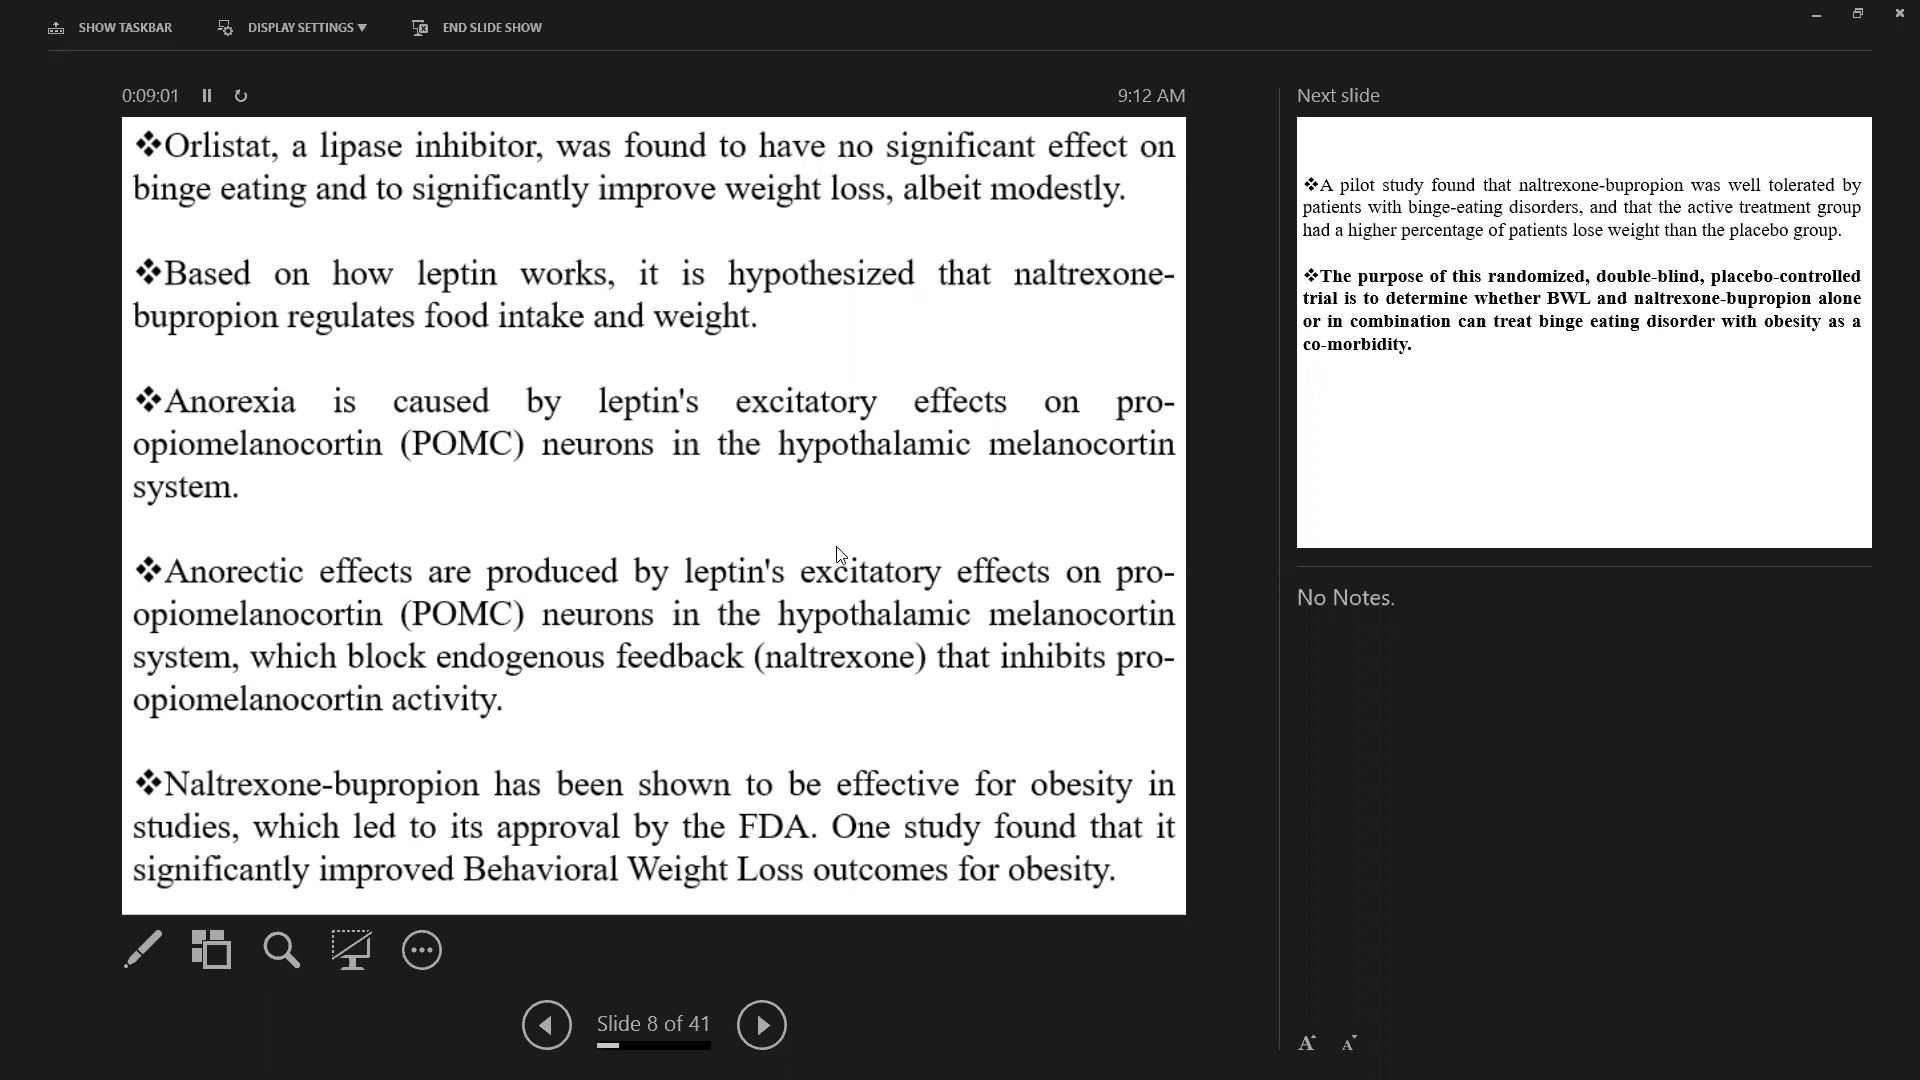 SHOW TASKBAR DISPLAY SETTINGS ▼ END SLIDE SHOW
0:09:01 9:12 AM
❖Orlistat, a lipase inhibitor, was found to have no significant effect on
binge eating and to significantly improve weight loss, albeit modestly.
❖Based on how leptin works, it is hypothesized that naltrexone-
bupropion regulates food intake and weight.
❖Anorexia is caused by leptin's excitatory effects on pro-
opiomelanocortin (POMC) neurons in the hypothalamic melanocortin
system.
❖Anorectic effects are produced by leptin's excitatory effects on pro-
opiomelanocortin (POMC) neurons in the hypothalamic melanocortin
system, which block endogenous feedback (naltrexone) that inhibits pro-
opiomelanocortin activity.
❖Naltrexone-bupropion has been shown to be effective for obesity in
studies, which led to its approval by the FDA. One study found that it
significantly improved Behavioral Weight Loss outcomes for obesity.
Slide 8 of 41
Next slide
❖A pilot study found that naltrexone-bupropion was well tolerated by
patients with binge-eating disorders, and that the active treatment group
had a higher percentage of patients lose weight than the placebo group.
❖The purpose of this randomized, double-blind, placebo-controlled
trial is to determine whether BWL and naltrexone-bupropion alone
or in combination can treat binge eating disorder with obesity as a
co-morbidity.
No Notes.
A A